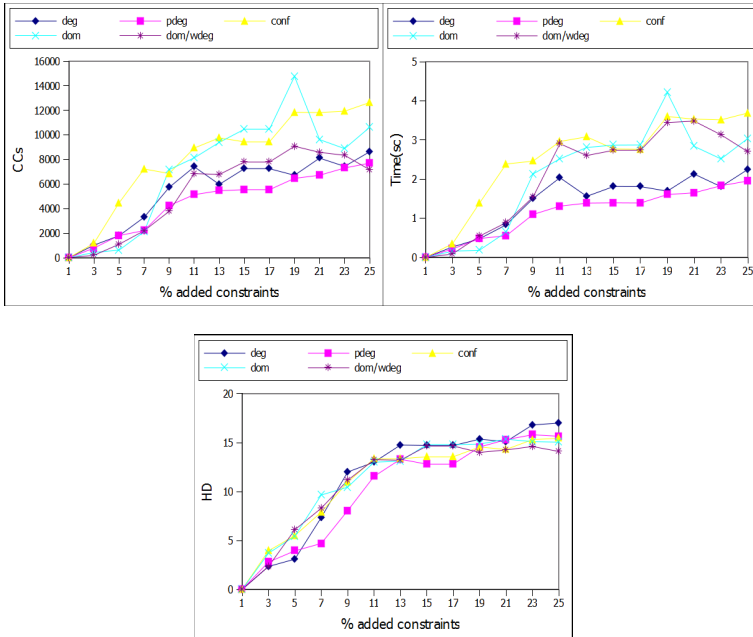 deg pdeg conf
dom dom/wdeg
16000
14000
12000
10000
8000
6000
4000
2000
0
CCs
1 3 5 7 9 11 13 15 17 19 21 23 25
% added constraints
deg pdeg conf
dom dom/wdeg
5
4
3
2
1
0
Time(sc)
1 3 5 7 9 11 13 15 17 19 21 23 25
% added constraints
deg pdeg conf
dom dom/wdeg
20
15
10
5
0
HD
1 3 5 7 9 11 13 15 17 19 21 23 25
% added constraints